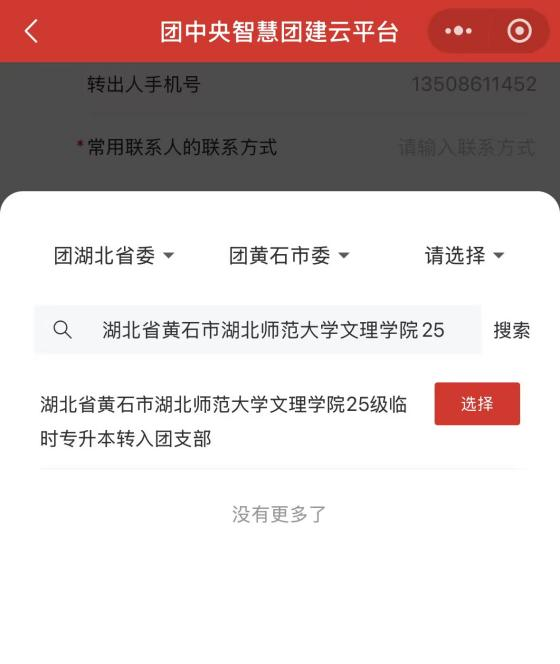 团中央智慧团建云平台
转出人手机号 13508611452
*常用联系人的联系方式 请输入联系方式
团湖北省委 团黄石市委 请选择
湖北省黄石市湖北师范大学文理学院25 搜索
湖北省黄石市湖北师范大学文理学院25级临
时专升本转入团支部
选择
没有更多了